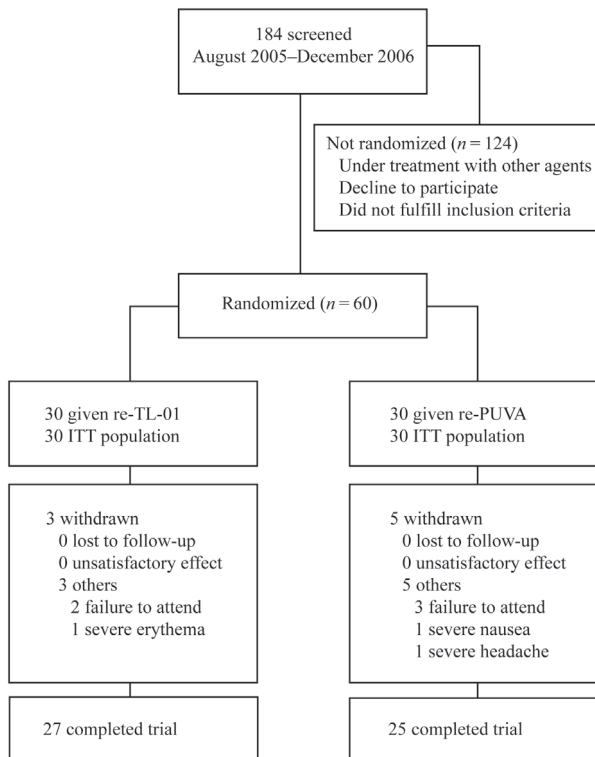 184 screened
August 2005–December 2006
Not randomized (n = 124)
Under treatment with other agents
Decline to participate
Did not fulfill inclusion criteria
Randomized (n = 60)
30 given re-TL-01
30 ITT population
30 given re-PUVA
30 ITT population
3 withdrawn
0 lost to follow-up
0 unsatisfactory effect
3 others
2 failure to attend
1 severe erythema
5 withdrawn
0 lost to follow-up
0 unsatisfactory effect
5 others
3 failure to attend
1 severe nausea
1 severe headache
27 completed trial
25 completed trial